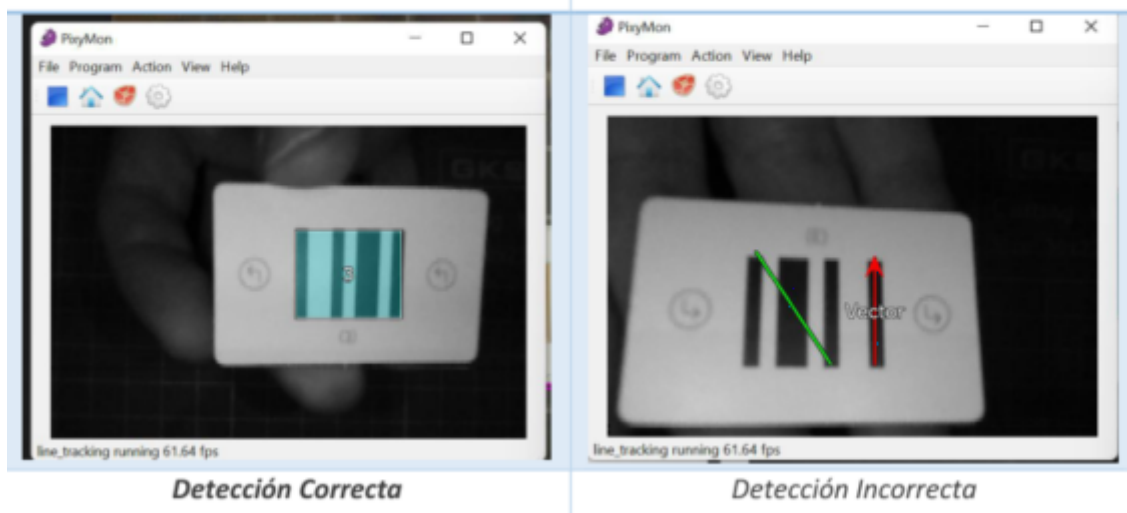 PixyMon
File Program Action View Help
line_tracking running 61.64 fps
Detección Correcta
PixyMon
File Program Action View Help
Vector
line_tracking running 61.64 fps
Detección Incorrecta